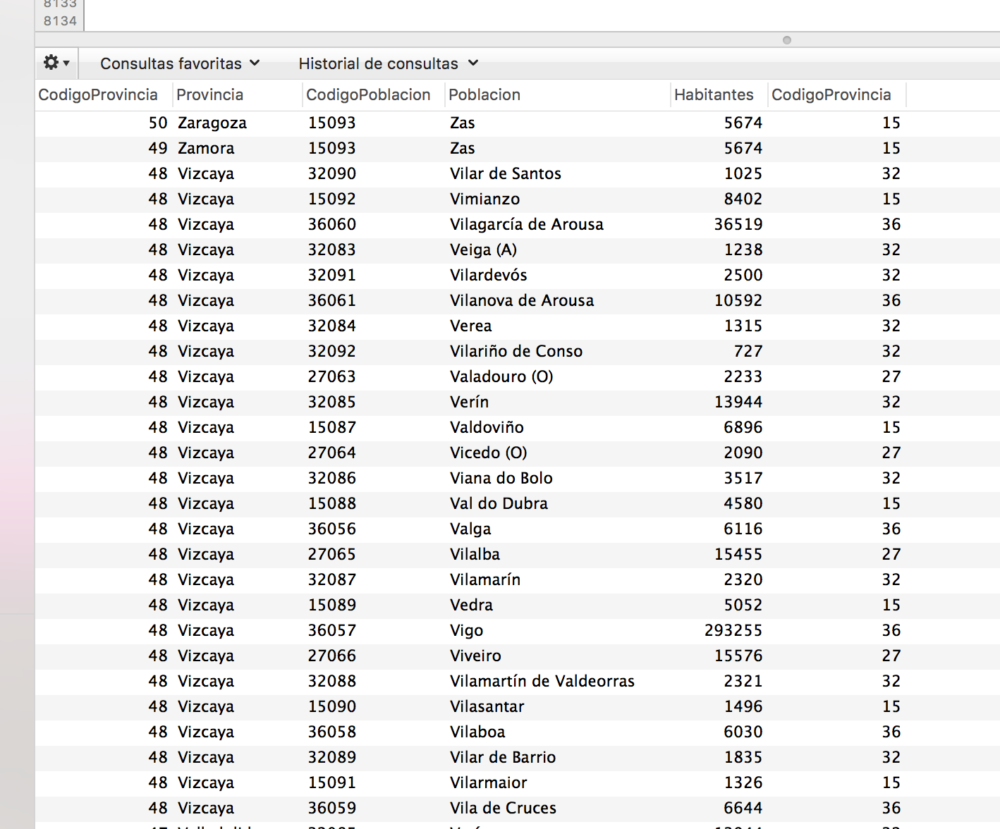 8133
8134
Consultas favoritas Historial de consultas
CodigoProvincia Provincia CodigoPoblacion Poblacion Habitantes CodigoProvincia
50 Zaragoza 15093 Zas 5674 15
49 Zamora 15093 Zas 5674 15
48 Vizcaya 32090 Vilar de Santos 1025 32
48 Vizcaya 15092 Vimianzo 8402 15
48 Vizcaya 36060 Vilagarcía de Arousa 36519 36
48 Vizcaya 32083 Veiga (A) 1238 32
48 Vizcaya 32091 Vilardevós 2500 32
48 Vizcaya 36061 Vilanova de Arousa 10592 36
48 Vizcaya 32084 Verea 1315 32
48 Vizcaya 32092 Vilariño de Conso 727 32
48 Vizcaya 27063 Valadouro (O) 2233 27
48 Vizcaya 32085 Verín 13944 32
48 Vizcaya 15087 Valdoviño 6896 15
48 Vizcaya 27064 Vicedo (O) 2090 27
48 Vizcaya 32086 Viana do Bolo 3517 32
48 Vizcaya 15088 Val do Dubra 4580 15
48 Vizcaya 36056 Valga 6116 36
48 Vizcaya 27065 Vilalba 15455 27
48 Vizcaya 32087 Vilamarín 2320 32
48 Vizcaya 15089 Vedra 5052 15
48 Vizcaya 36057 Vigo 293255 36
48 Vizcaya 27066 Viveiro 15576 27
48 Vizcaya 32088 Vilamartín de Valdeorras 2321 32
48 Vizcaya 15090 Vilasantar 1496 15
48 Vizcaya 36058 Vilaboa 6030 36
48 Vizcaya 32089 Vilar de Barrio 1835 32
48 Vizcaya 15091 Vilarmaior 1326 15
48 Vizcaya 36059 Vila de Cruces 6644 36